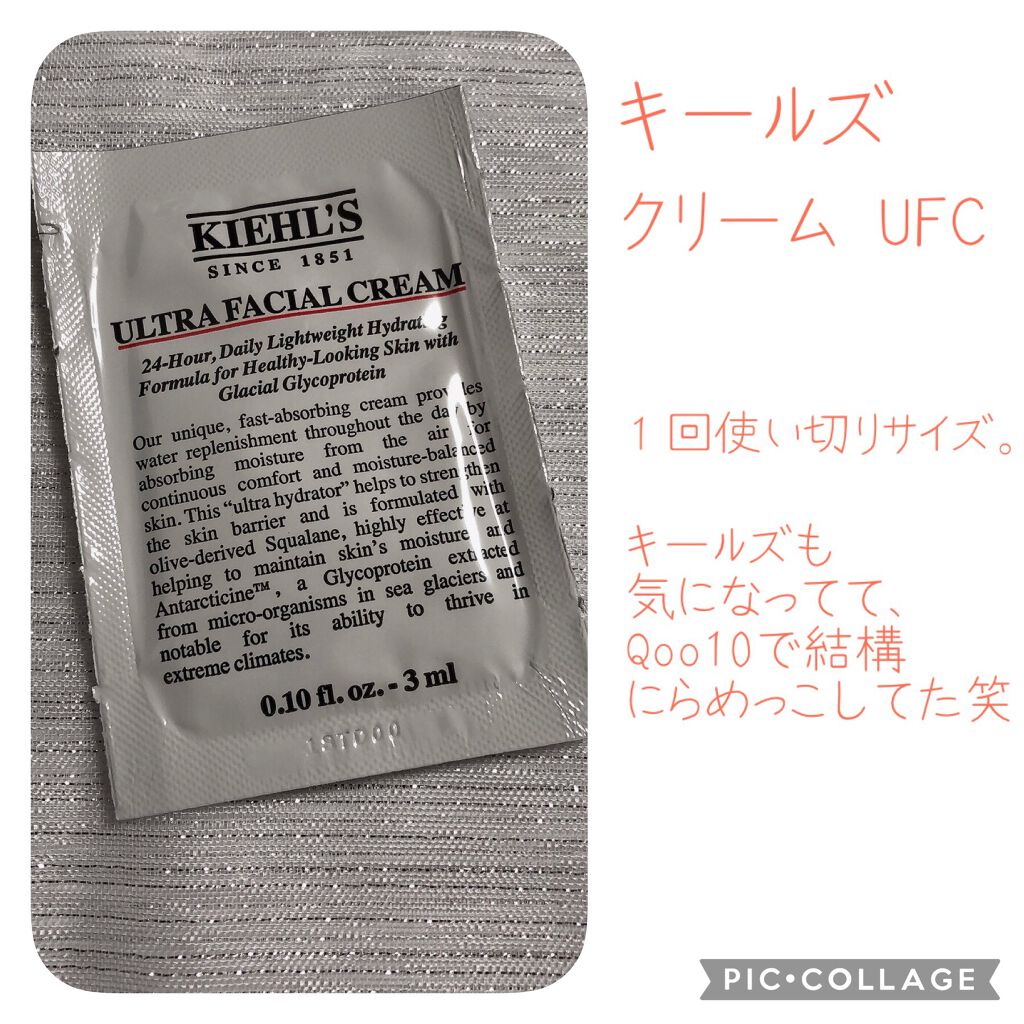 KIEHL'S
SINCE 1851
ULTRA FACIAL CREAM
24-Hour, Daily Lightweight Hydrating
Formula for Healthy-Looking Skin with
Glacial Glycoprotein
Our unique, fast-absorbing cream provides
water replenishment throughout the day by
absorbing moisture from the air for
continuous comfort and moisture-balanced
skin. This “ultra hydrator” helps to strengthen
the skin barrier and is formulated with
olive-derived Squalane, highly effective at
helping to maintain skin’s moisture, and
Antarcticine™, a Glycoprotein extracted
from micro-organisms in sea glaciers and
notable for its ability to thrive in
extreme climates.
0.10 fl. oz. - 3 ml
キールズ
クリーム UFC
1回使い切りサイズ。
キールズも
気になってて、
Qoo10で結構
にらめっこしてた笑
PIC•COLLAGE